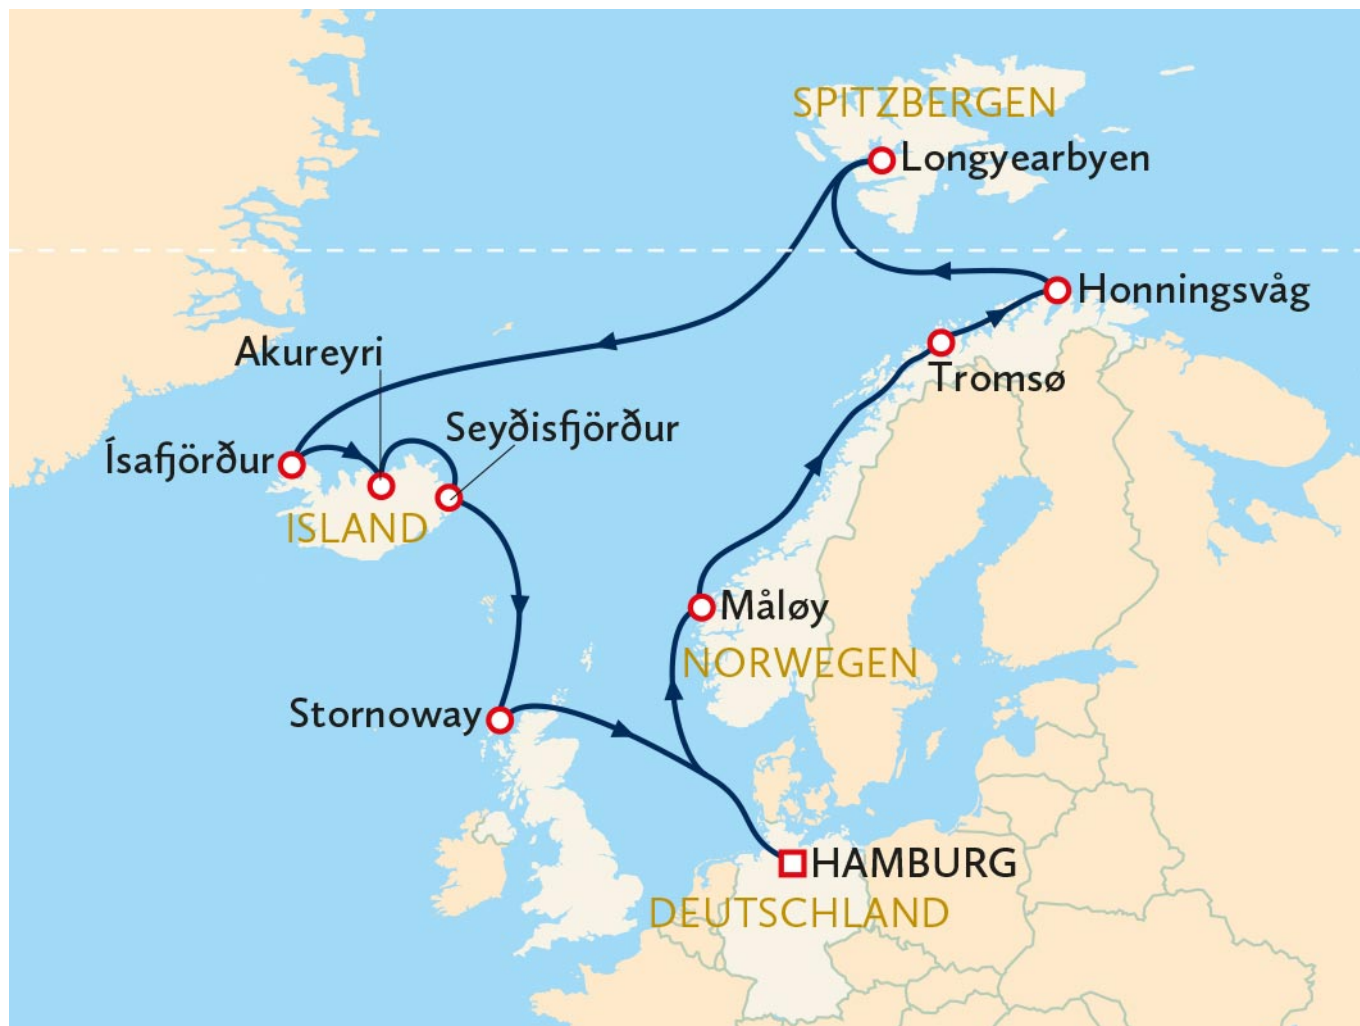 SPITZBERGEN
Longyearbyen
Honningsvåg
Akureyri
Tromsø
Seyðisfjörður
Ísafjörður
ISLAND
Måløy
NORWEGEN
Stornoway
HAMBURG
DEUTSCHLAND